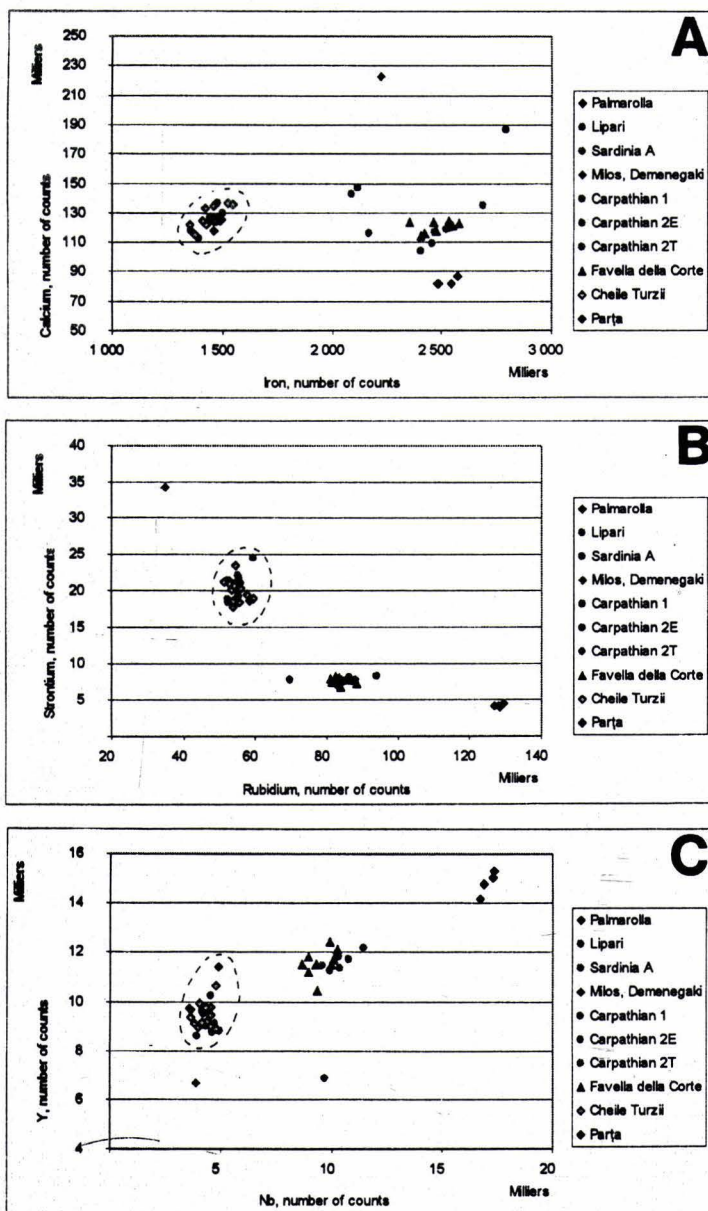 A
Milliers
Calcium, number of counts
250
230
210
190
170
150
130
110
90
70
50
1 000
1 500
2 000
2 500
3 000
Iron, number of counts
Milliers
Palmarolla
Lipari
Sardinia A
Milos, Demenegaki
Carpathian 1
Carpathian 2E
Carpathian 2T
Favella della Corte
Cheile Turzii
Parţa
B
Milliers
Strontium, number of counts
40
35
30
25
20
15
10
5
20
40
60
80
100
120
140
Rubidium, number of counts
Milliers
Palmarolla
Lipari
Sardinia A
Milos, Demenegaki
Carpathian 1
Carpathian 2E
Carpathian 2T
Favella della Corte
Cheile Turzii
Parţa
C
Milliers
Y, number of counts
16
14
12
10
8
6
4
5
10
15
20
Nb, number of counts
Milliers
Palmarolla
Lipari
Sardinia A
Milos, Demenegaki
Carpathian 1
Carpathian 2E
Carpathian 2T
Favella della Corte
Cheile Turzii
Parţa